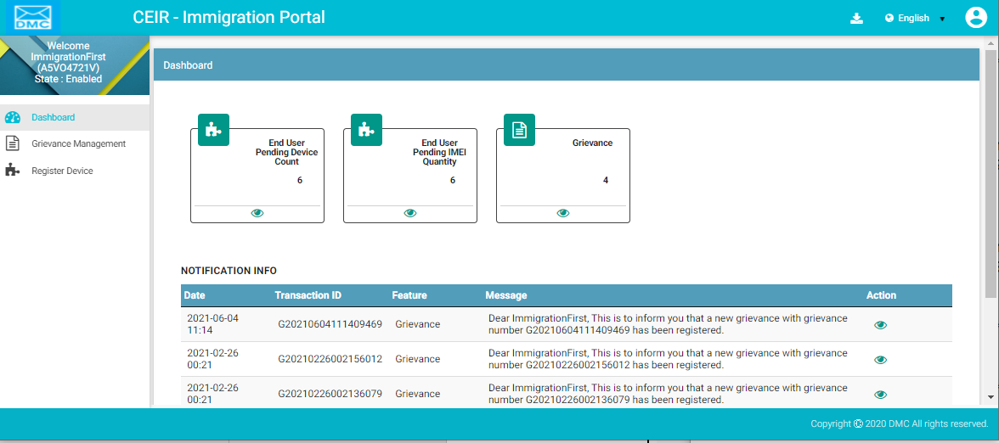 DMC
CEIR - Immigration Portal
English
Welcome
ImmigrationFirst
(A5VO4721V)
State : Enabled
Dashboard
Grievance Management
Register Device
Dashboard
End User
Pending Device
Count
6
End User
Pending IMEI
Quantity
6
Grievance
4
NOTIFICATION INFO
Date Transaction ID Feature Message Action
2021-06-04
11:14
G20210604111409469
Grievance
Dear ImmigrationFirst, This is to inform you that a new grievance with grievance
number G20210604111409469 has been registered.
2021-02-26
00:21
G20210226002156012
Grievance
Dear ImmigrationFirst, This is to inform you that a new grievance with grievance
number G20210226002156012 has been registered.
2021-02-26
00:21
G20210226002136079
Grievance
Dear ImmigrationFirst, This is to inform you that a new grievance with grievance
number G20210226002136079 has been registered.
Copyright © 2020 DMC All rights reserved.